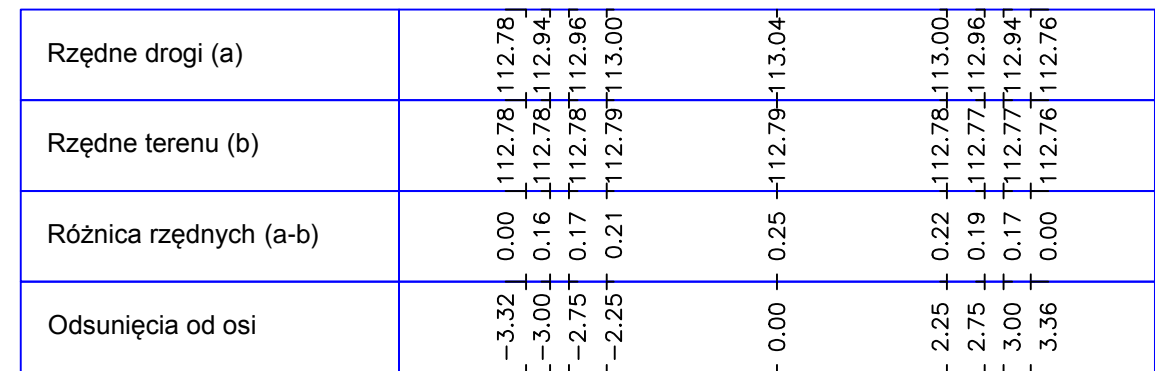 Rzędne drogi (a) 112.78 112.94 112.96 113.00 113.04 113.00 112.96 112.94 112.76
Rzędne terenu (b) 112.78 112.78 112.78 112.79 112.79 112.78 112.77 112.77 112.76
Różnica rzędnych (a-b) 0.00 0.16 0.17 0.21 0.25 0.22 0.19 0.17 0.00
Odsunięcia od osi -3.32 -3.00 -2.75 -2.25 0.00 2.25 2.75 3.00 3.36